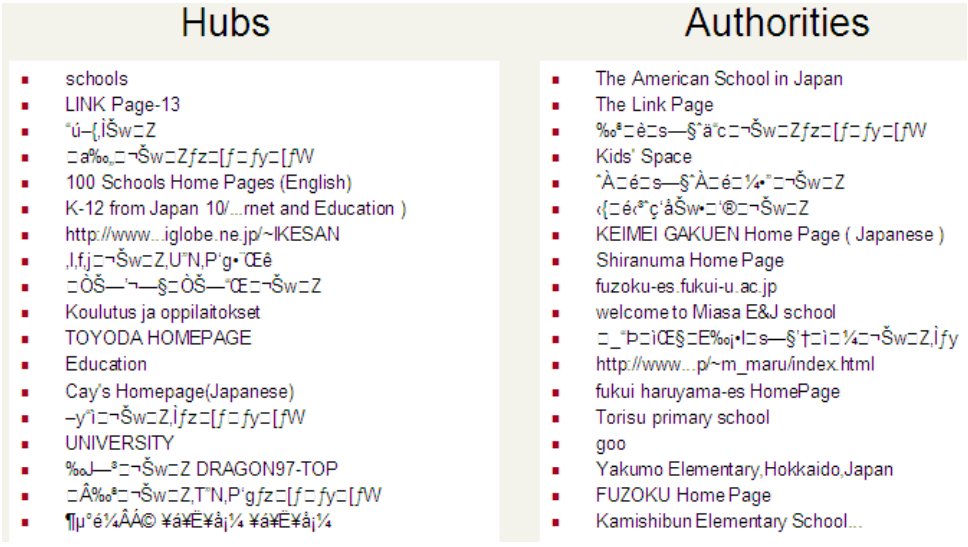 Hubs
schools
LINK Page-13
“ú–{‚ÌŠw□Z
□a‰„□¬Šw□Zƒz□[ƒ□ƒy□[ƒW
100 Schools Home Pages (English)
K-12 from Japan 10/...rnet and Education )
http://www...iglobe.ne.jp/~IKESAN
‚l‚f‚j□¬Šw□Z‚U”N‚P‘g•¨Œê
□ÒŠ—’¬—§□ÒŠ—“Œ□¬Šw□Z
Koulutus ja oppilaitokset
TOYODA HOMEPAGE
Education
Cay's Homepage(Japanese)
–y“ì□¬Šw□Z‚Ìƒz□[ƒ□ƒy□[ƒW
UNIVERSITY
‰J—³□¬Šw□Z DRAGON97-TOP
□Â‰ª□¬Šw□Z‚T”N‚P‘gƒz□[ƒ□ƒy□[ƒW
¶µ°é¼ÂÁ© ¥á¥Ë¥å¡¼ ¥á¥Ë¥å¡¼
Authorities
The American School in Japan
The Link Page
‰ª□è□s—§ˆä“c□¬Šw□Zƒz□[ƒ□ƒy□[ƒW
Kids' Space
ˆÀ□é□s—§ˆÀ□é□¼•”□¬Šw□Z
‹{□é‹³ˆç‘åŠw•□‘®□¬Šw□Z
KEIMEI GAKUEN Home Page ( Japanese )
Shiranuma Home Page
fuzoku-es.fukui-u.ac.jp
welcome to Miasa E&J school
□_“Þ□ìŒ§□E‰¡•l□s—§’†□ì□¼□¬Šw□Z‚Ìƒy
http://www...p/~m_maru/index.html
fukui haruyama-es HomePage
Torisu primary school
goo
Yakumo Elementary,Hokkaido,Japan
FUZOKU Home Page
Kamishibun Elementary School...